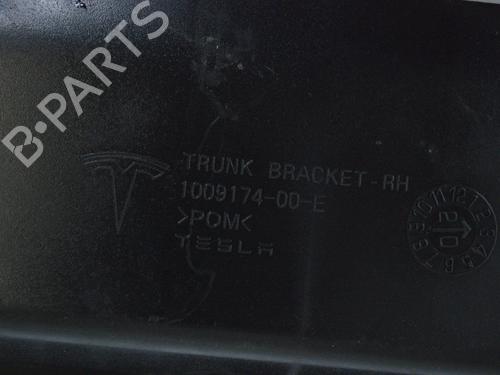 B-PARTS
TRUNK BRACKET-RH
1009174-00-E
>POM<
TESLA